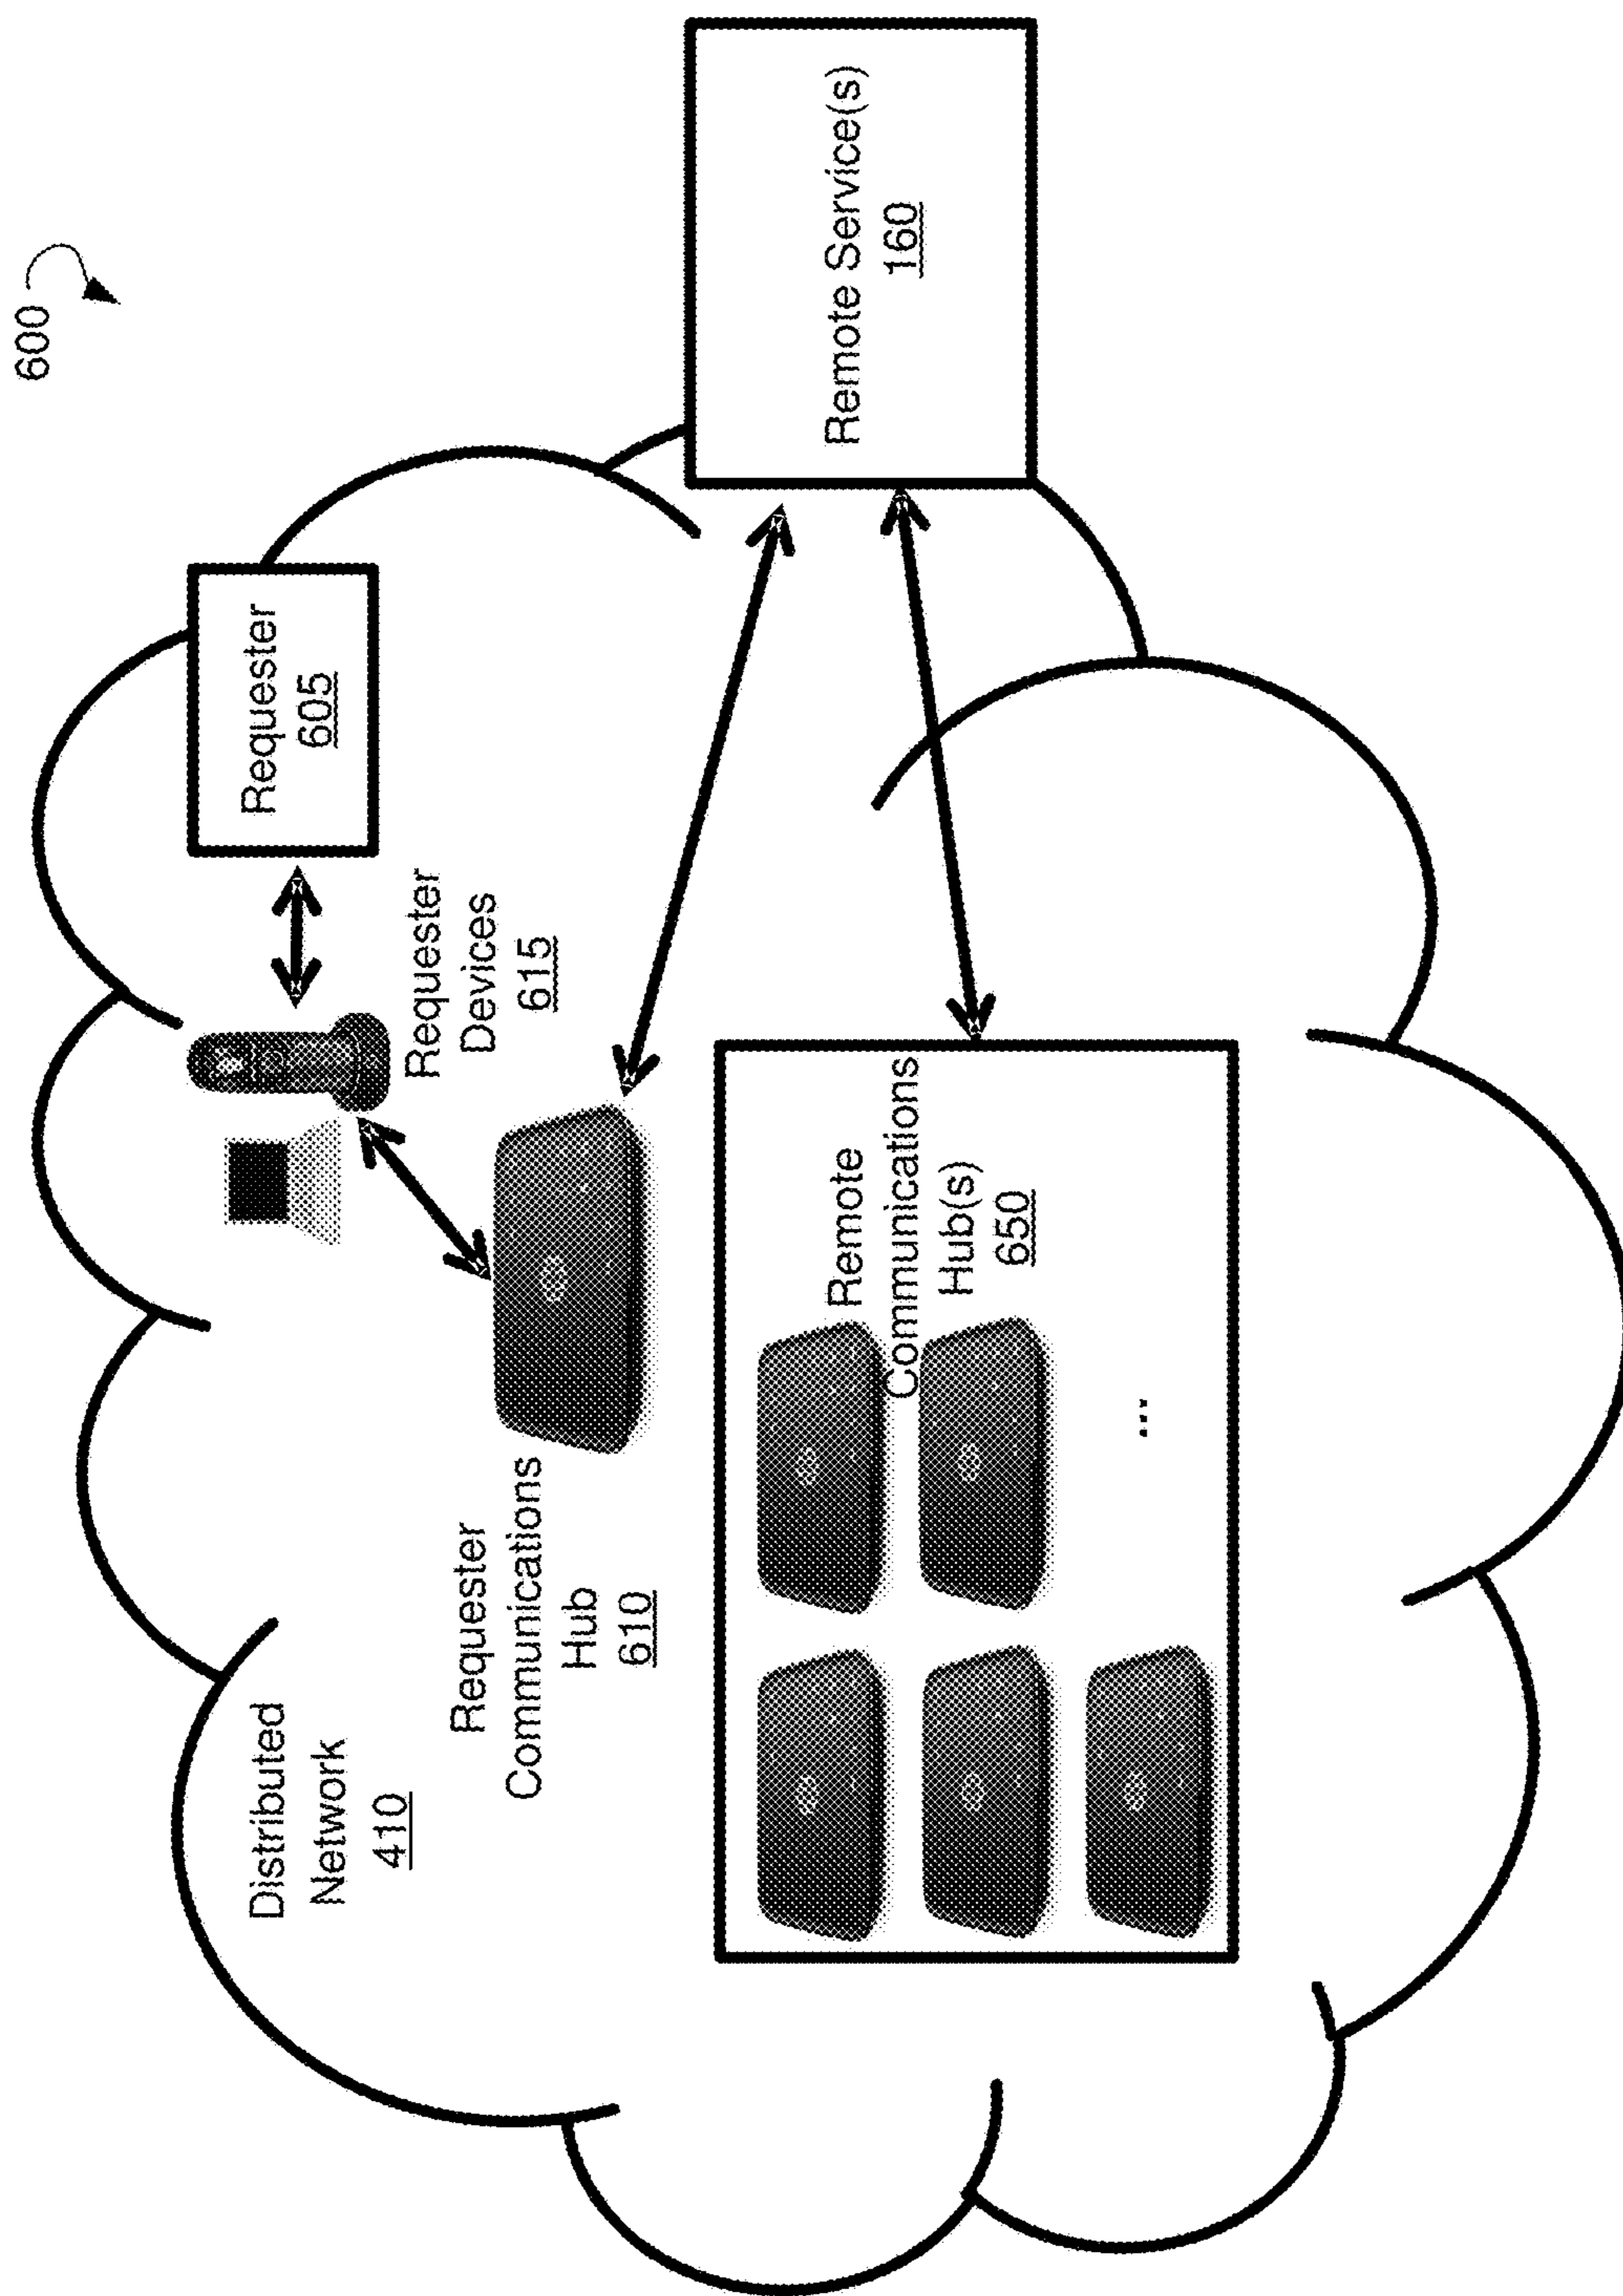 600
Distributed
Network
410
Requester
605
Requester
Devices
615
Requester
Communications
Hub
610
Remote Service(s)
160
Remote
Communications
Hub(s)
650
...